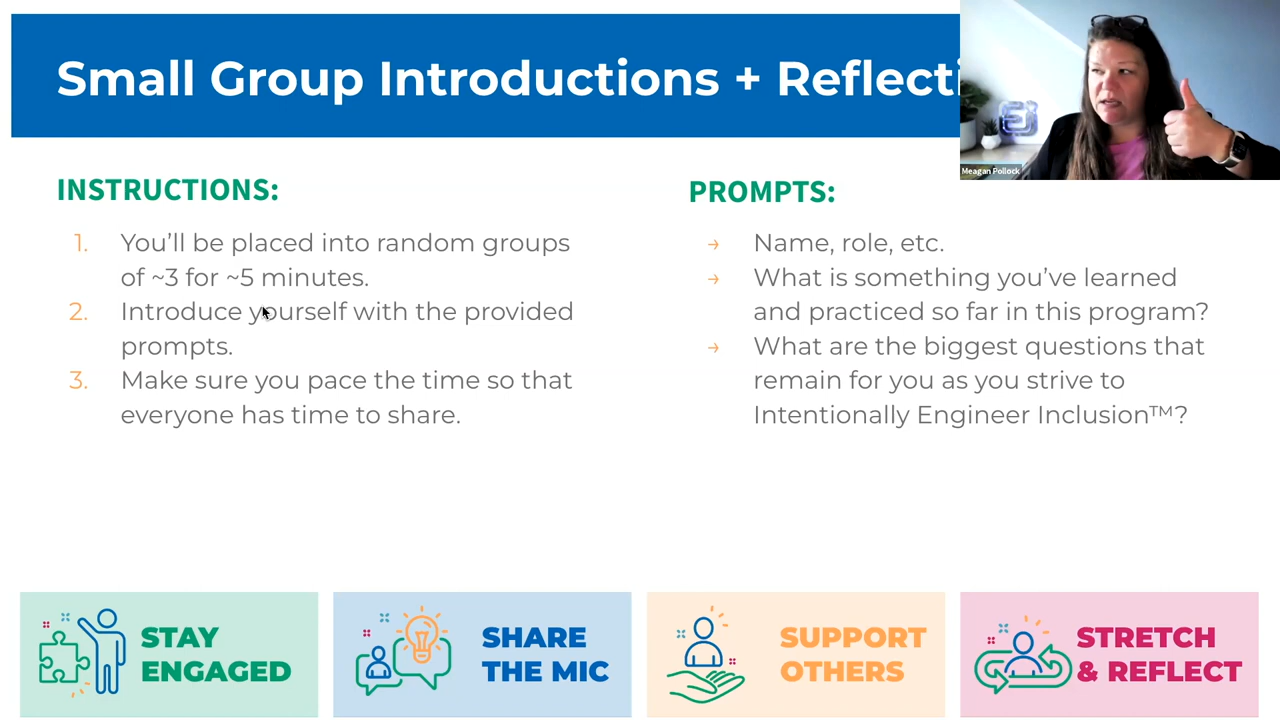 Small Group Introductions + Reflecti
Meagan Pollock
INSTRUCTIONS:
1. You’ll be placed into random groups
of ~3 for ~5 minutes.
2. Introduce yourself with the provided
prompts.
3. Make sure you pace the time so that
everyone has time to share.
PROMPTS:
→ Name, role, etc.
→ What is something you’ve learned
and practiced so far in this program?
→ What are the biggest questions that
remain for you as you strive to
Intentionally Engineer Inclusion™?
STAY
ENGAGED
SHARE
THE MIC
SUPPORT
OTHERS
STRETCH
& REFLECT